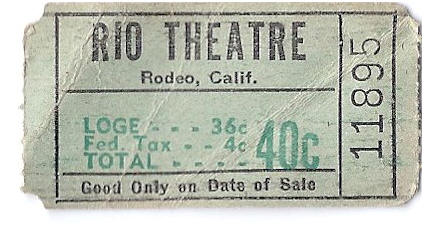 RIO THEATRE
Rodeo, Calif.
LOGE - - - 36c
Fed. Tax - - 4c
TOTAL - - - -
40c
Good Only on Date of Sale
11895